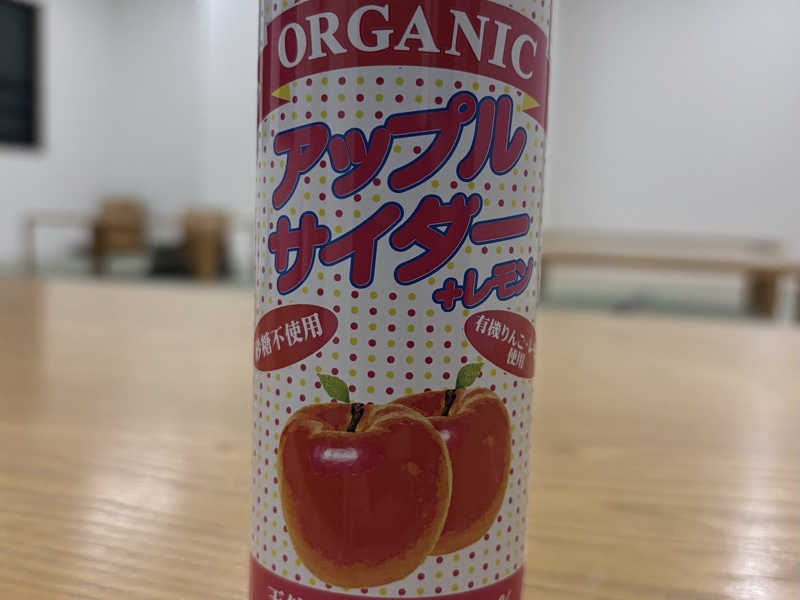 ORGANIC
アップル
サイダー
+レモン
砂糖不使用
有機りんご・レ
使用